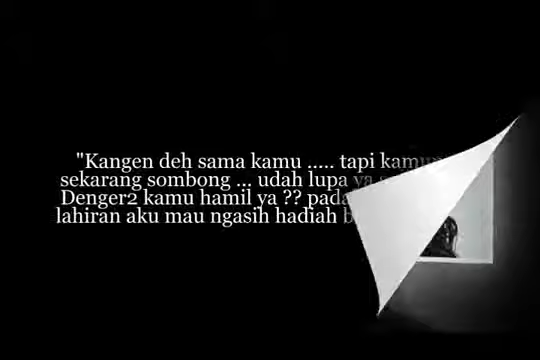 "Kangen deh sama kamu ..... tapi kamu
sekarang sombong ... udah lupa ya
Denger2 kamu hamil ya ?? pada
lahiran aku mau ngasih hadiah